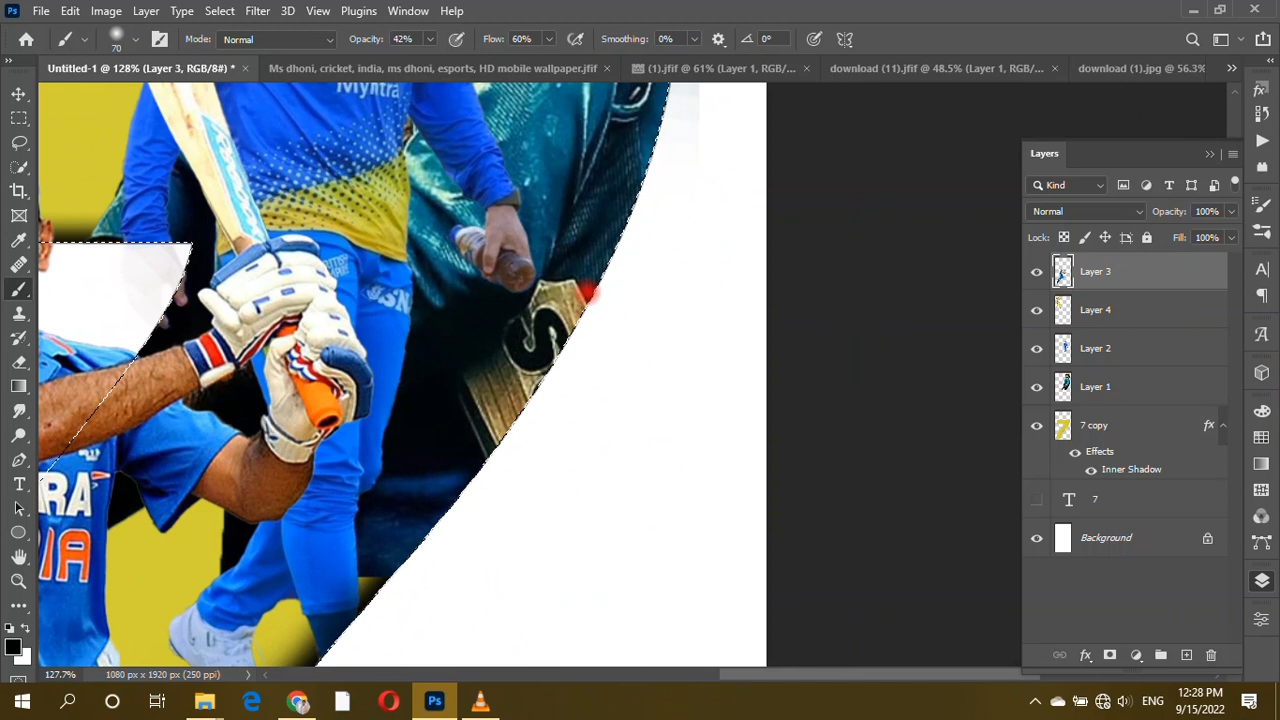 File Edit Image Layer Type Select Filter 3D View Plugins Window Help
70 Mode: Normal Opacity: 42% Flow: 60% Smoothing: 0% 0°
Untitled-1 @ 128% (Layer 3, RGB/8#) * × Ms dhoni, cricket, india, ms dhoni, esports, HD mobile wallpaper.jfif × (1).jfif @ 61% (Layer 1, RGB/... × download (11).jfif @ 48.5% (Layer 1, RGB/... × download (1).jpg @ 56.3%
Myntra
S
Layers
Kind
Normal Opacity: 100%
Lock: Fill: 100%
Layer 3
Layer 4
Layer 2
Layer 1
7 copy fx
Effects
Inner Shadow
T 7
Background
127.7% 1080 px x 1920 px (250 ppi)
ENG 12:28 PM
9/15/2022